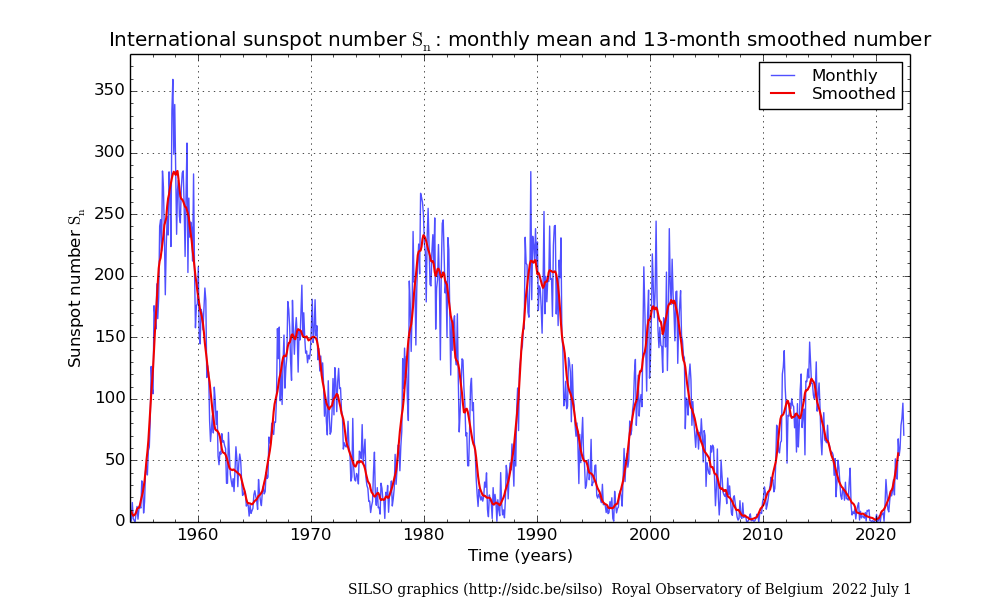 International sunspot number Sn : monthly mean and 13-month smoothed number
Monthly
Smoothed
350
300
250
200
150
100
50
0
Sunspot number Sn
1960 1970 1980 1990 2000 2010 2020
Time (years)
SILSO graphics (http://sidc.be/silso) Royal Observatory of Belgium 2022 July 1